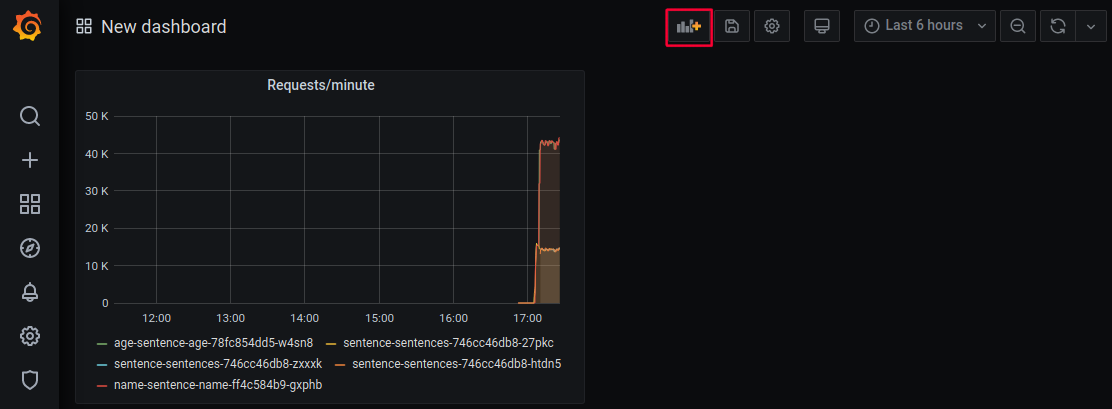 New dashboard
Last 6 hours
Requests/minute
50 K
40 K
30 K
20 K
10 K
0
12:00 13:00 14:00 15:00 16:00 17:00
age-sentence-age-78fc854dd5-w4sn8 sentence-sentences-746cc46db8-27pkc
sentence-sentences-746cc46db8-zxxxk sentence-sentences-746cc46db8-htdn5
name-sentence-name-ff4c584b9-gxphb